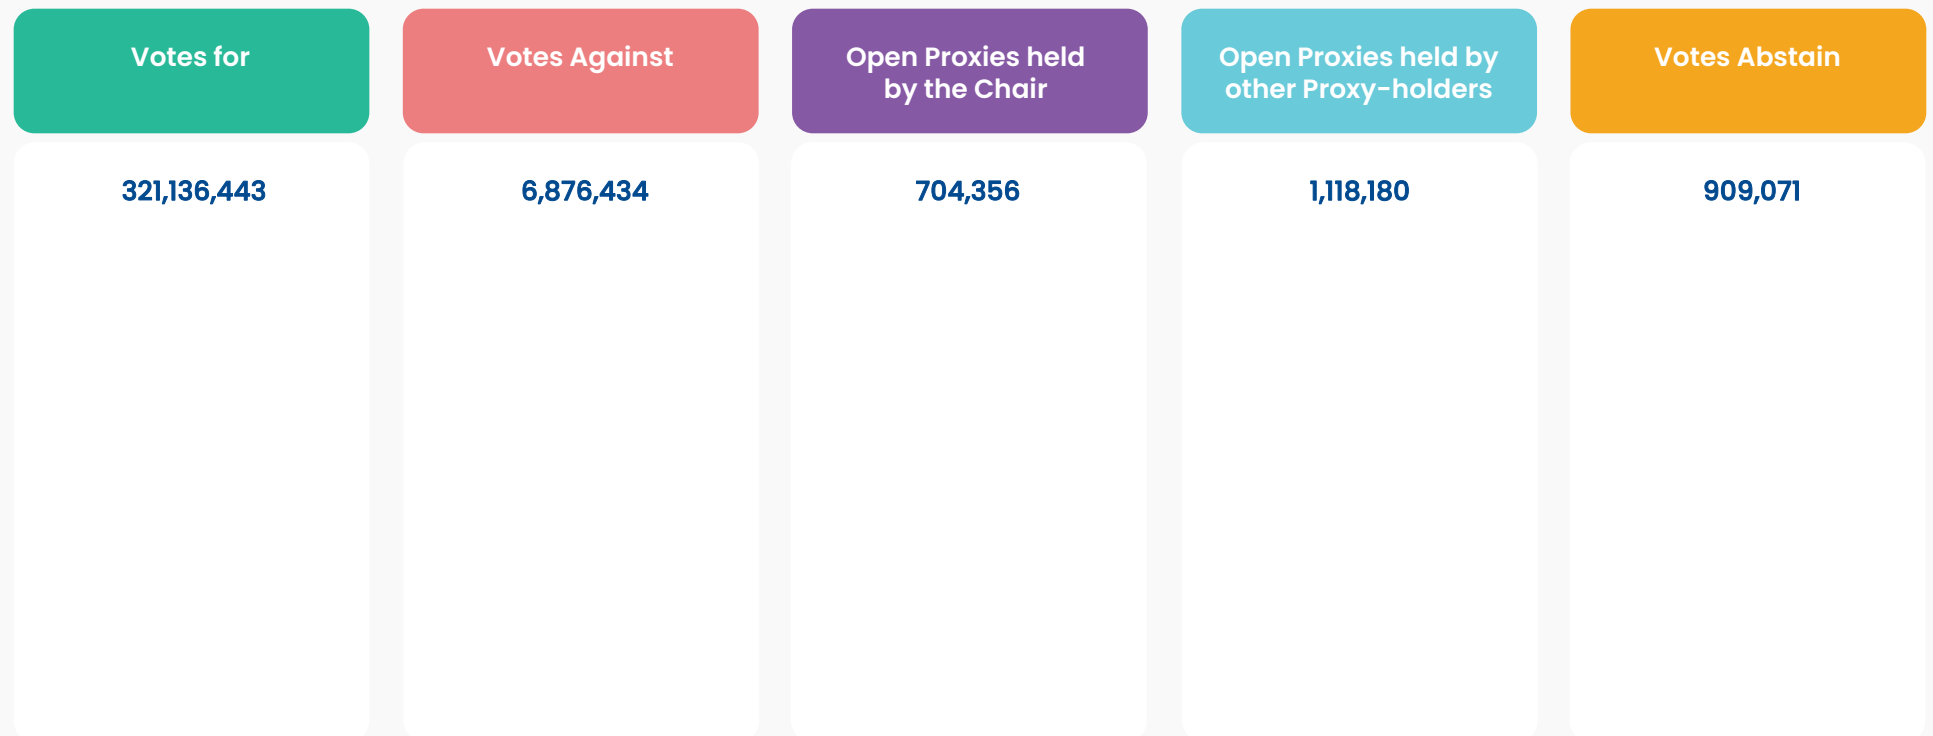 Votes for
Votes Against
Open Proxies held
by the Chair
Open Proxies held by
other Proxy-holders
Votes Abstain
321,136,443
6,876,434
704,356
1,118,180
909,071